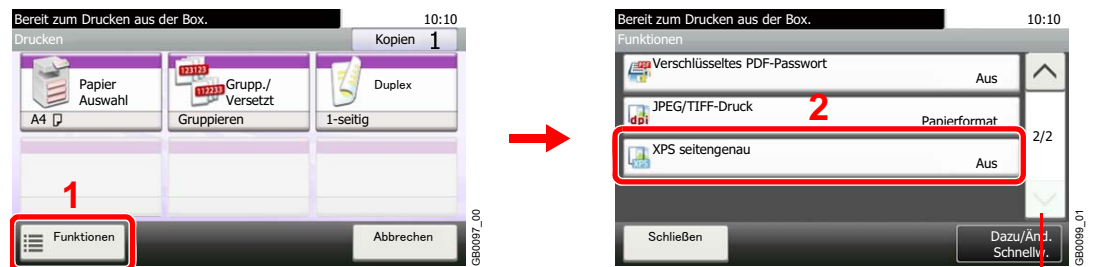 Bereit zum Drucken aus der Box. 10:10
Drucken Kopien 1
Papier
Auswahl
A4
123123
112233
Grupp./
Versetzt
Gruppieren
Duplex
1-seitig
1
Funktionen
Abbrechen
GB0097_00
Bereit zum Drucken aus der Box. 10:10
Funktionen
PDF
Verschlüsseltes PDF-Passwort
Aus
dpi
JPEG/TIFF-Druck
2
Papierformat
2/2
XPS
XPS seitengenau
Aus
Schließen
Dazu/Änd.
Schnellw.
GB0099_01